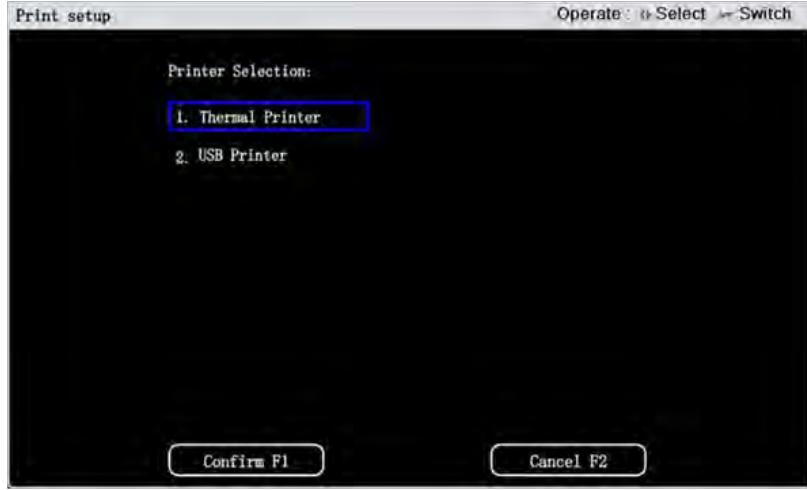 Print setup Operate : Select Switch
Printer Selection:
1. Thermal Printer
2. USB Printer
Confirm F1 Cancel F2